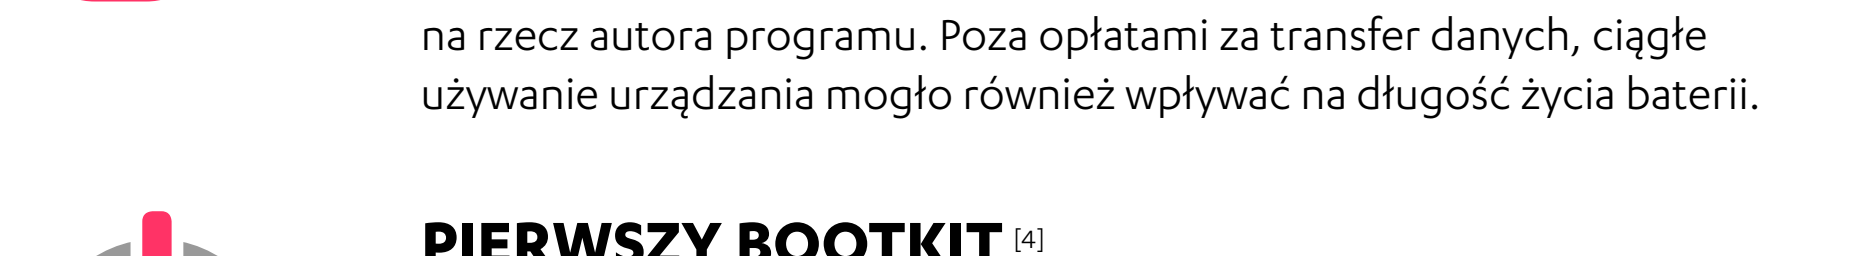 na rzecz autora programu. Poza opłatami za transfer danych, ciągłe
używanie urządzania mogło również wpływać na długość życia baterii.
PIERWSZY BOOTKIT [4]